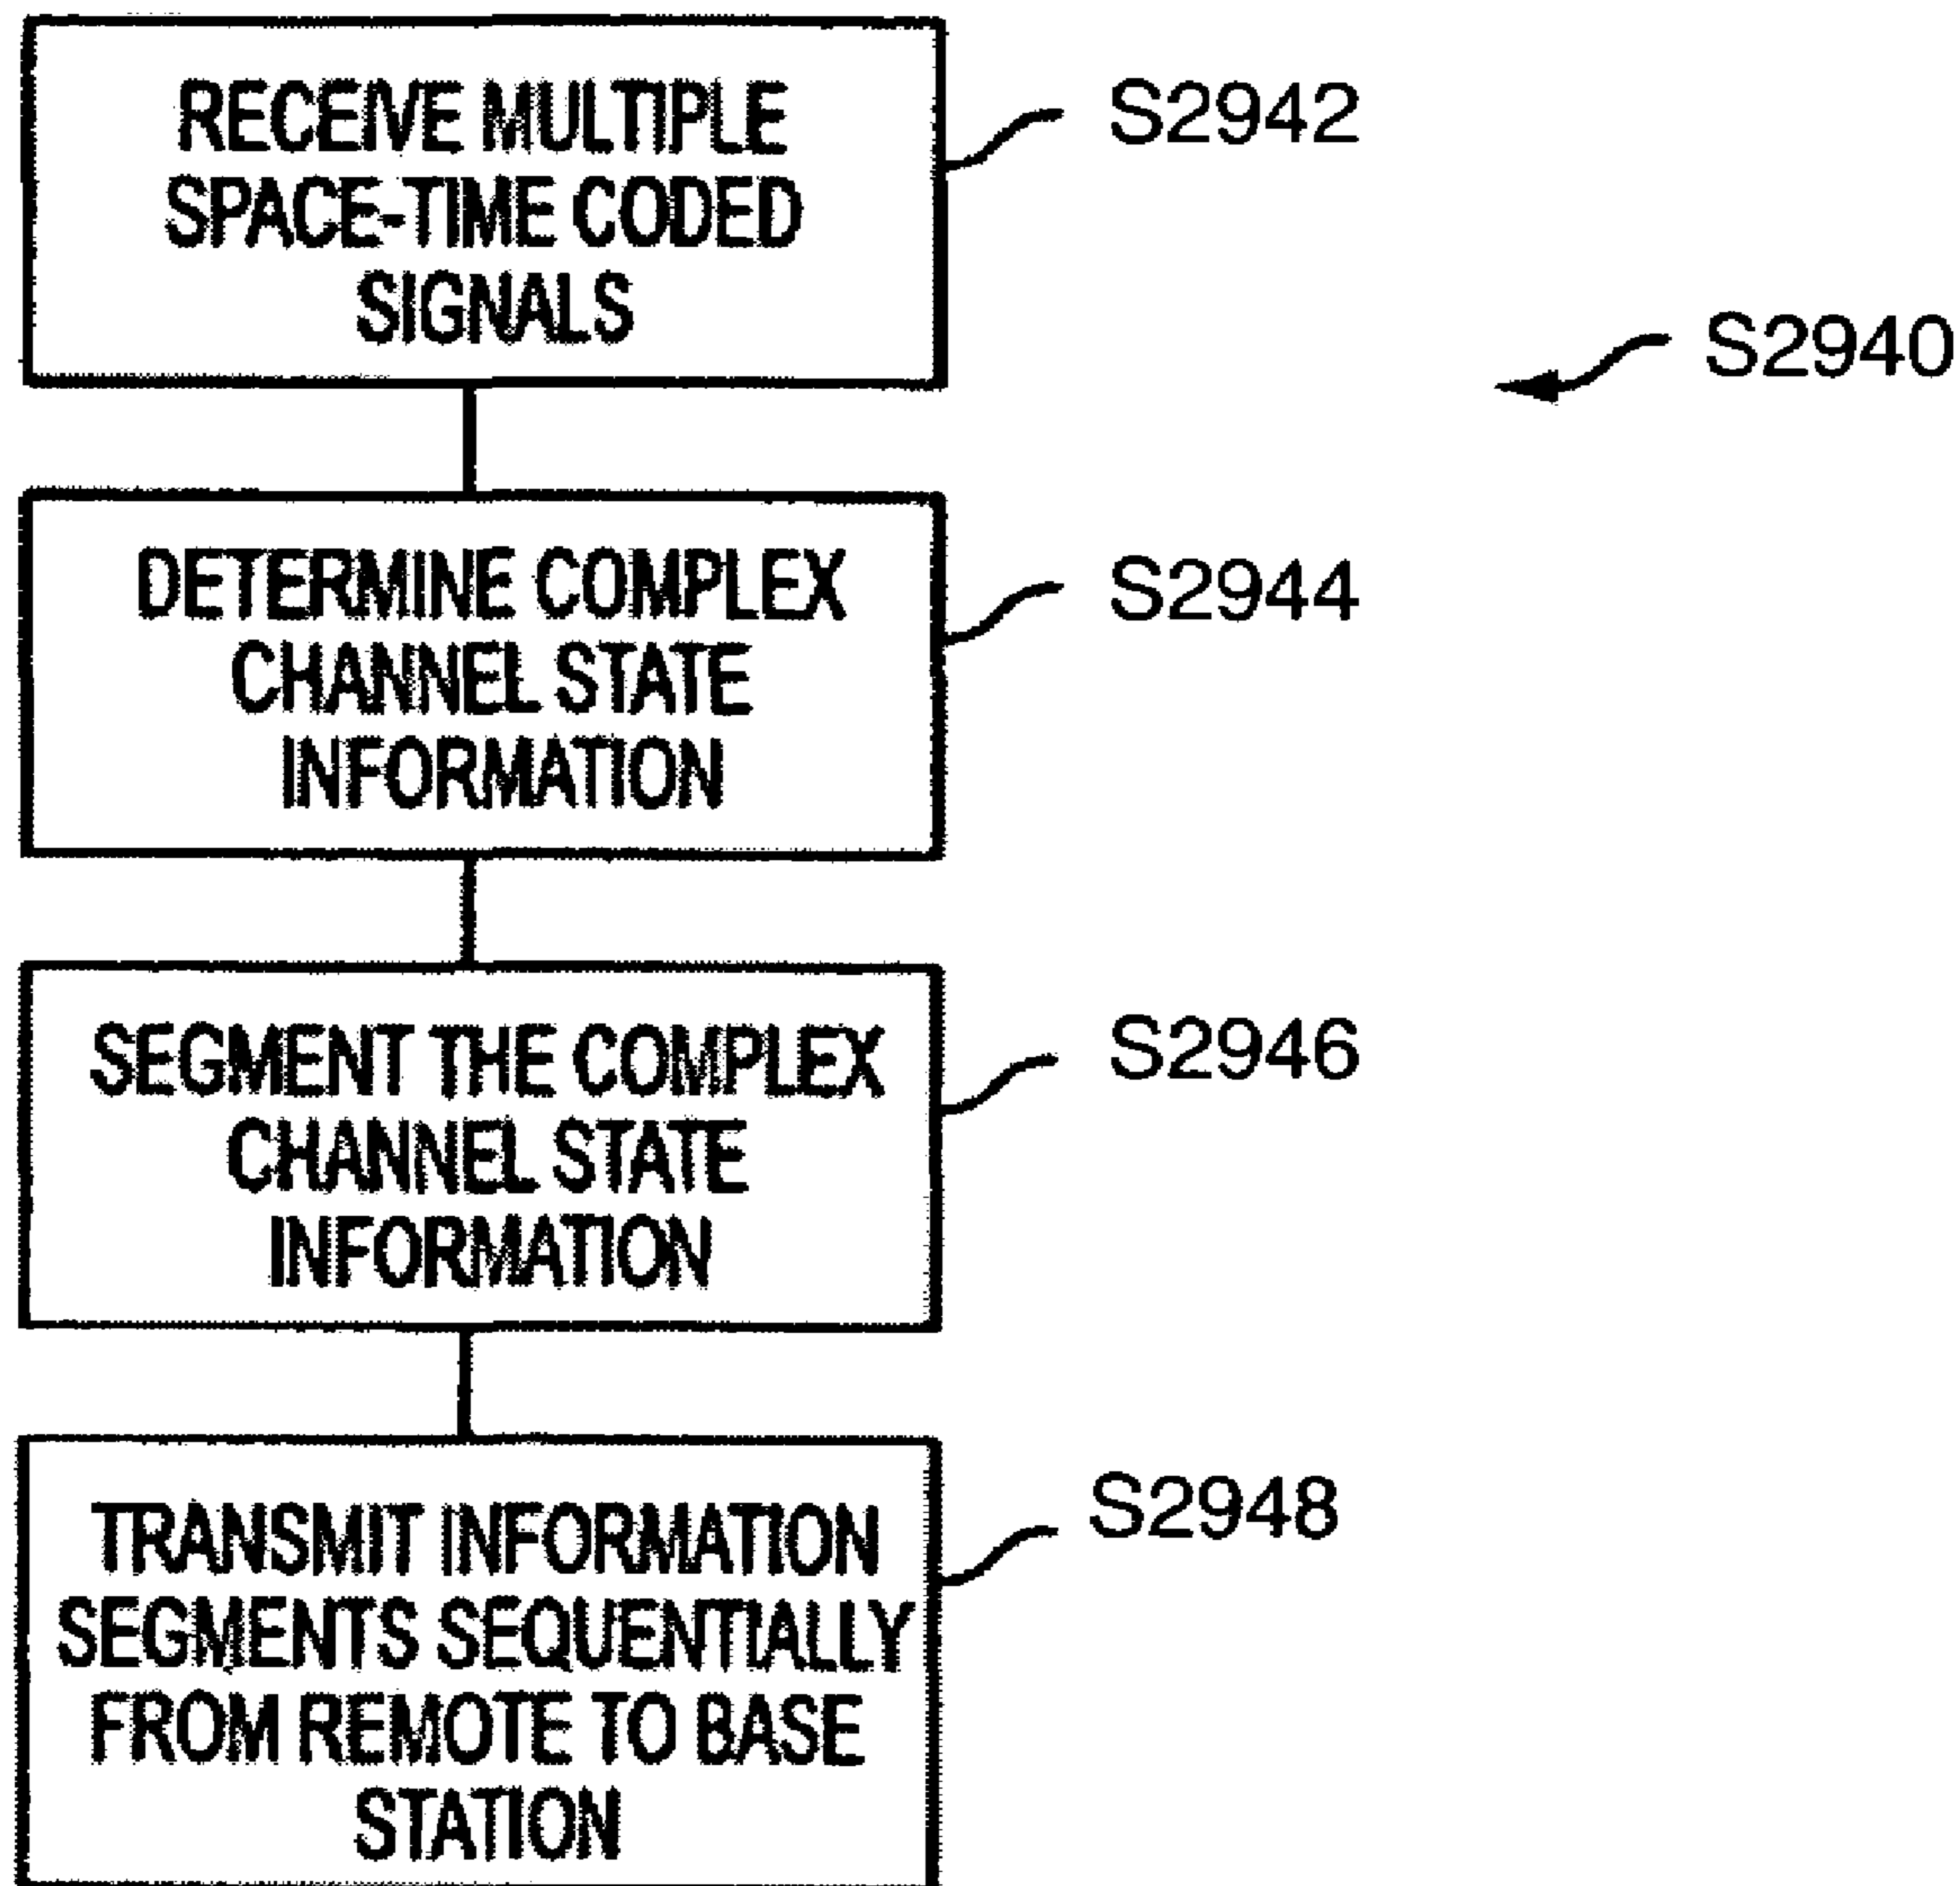 RECEIVE MULTIPLE
SPACE-TIME CODED
SIGNALS
S2942
S2940
DETERMINE COMPLEX
CHANNEL STATE
INFORMATION
S2944
SEGMENT THE COMPLEX
CHANNEL STATE
INFORMATION
S2946
TRANSMIT INFORMATION
SEGMENTS SEQUENTIALLY
FROM REMOTE TO BASE
STATION
S2948